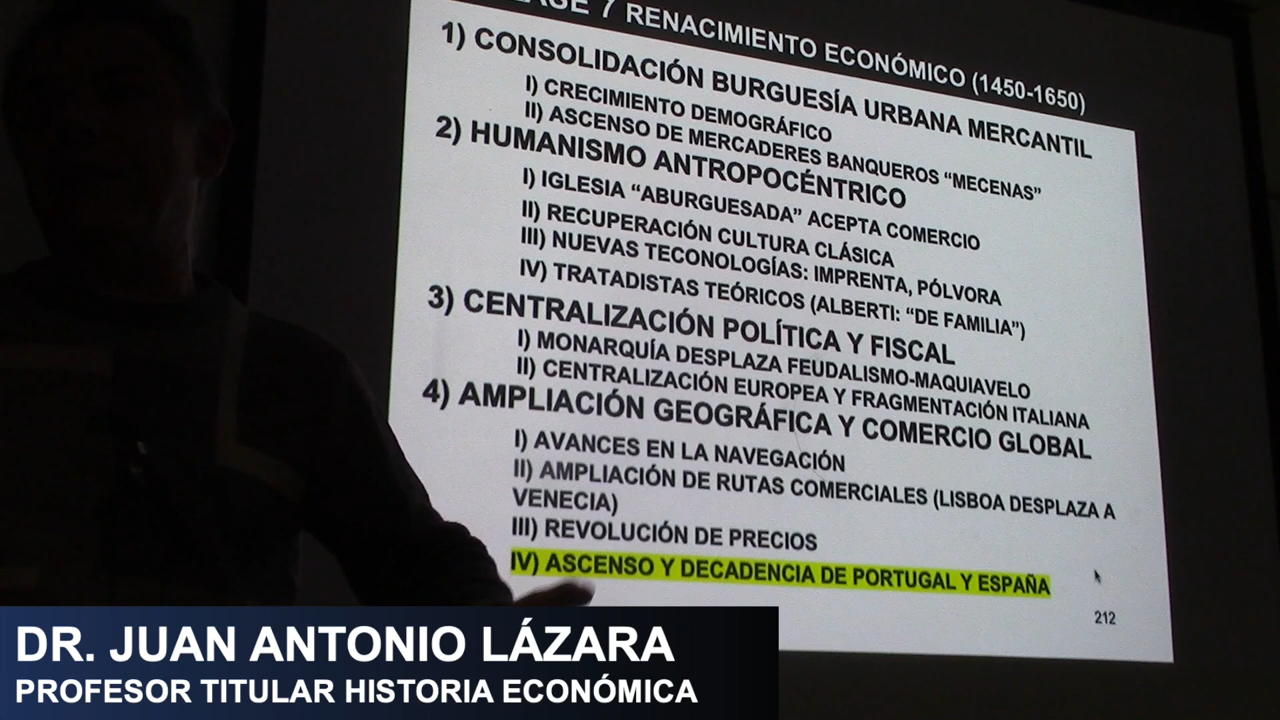 7 RENACIMIENTO ECONÓMICO (1450-1650)
1) CONSOLIDACIÓN BURGUESÍA URBANA MERCANTIL
I) CRECIMIENTO DEMOGRÁFICO
II) ASCENSO DE MERCADERES BANQUEROS “MECENAS”
2) HUMANISMO ANTROPOCÉNTRICO
I) IGLESIA “ABURGUESADA” ACEPTA COMERCIO
II) RECUPERACIÓN CULTURA CLÁSICA
III) NUEVAS TECONOLOGÍAS: IMPRENTA, PÓLVORA
IV) TRATADISTAS TEÓRICOS (ALBERTI: “DE FAMILIA”)
3) CENTRALIZACIÓN POLÍTICA Y FISCAL
I) MONARQUÍA DESPLAZA FEUDALISMO-MAQUIAVELO
II) CENTRALIZACIÓN EUROPEA Y FRAGMENTACIÓN ITALIANA
4) AMPLIACIÓN GEOGRÁFICA Y COMERCIO GLOBAL
I) AVANCES EN LA NAVEGACIÓN
II) AMPLIACIÓN DE RUTAS COMERCIALES (LISBOA DESPLAZA A
VENECIA)
III) REVOLUCIÓN DE PRECIOS
IV) ASCENSO Y DECADENCIA DE PORTUGAL Y ESPAÑA
212
DR. JUAN ANTONIO LÁZARA
PROFESOR TITULAR HISTORIA ECONÓMICA